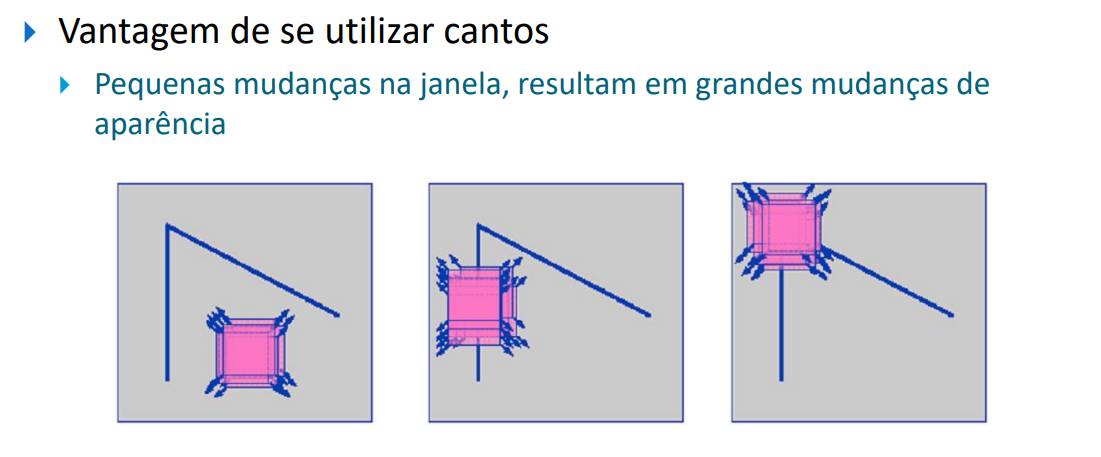 Vantagem de se utilizar cantos
Pequenas mudanças na janela, resultam em grandes mudanças de
aparência